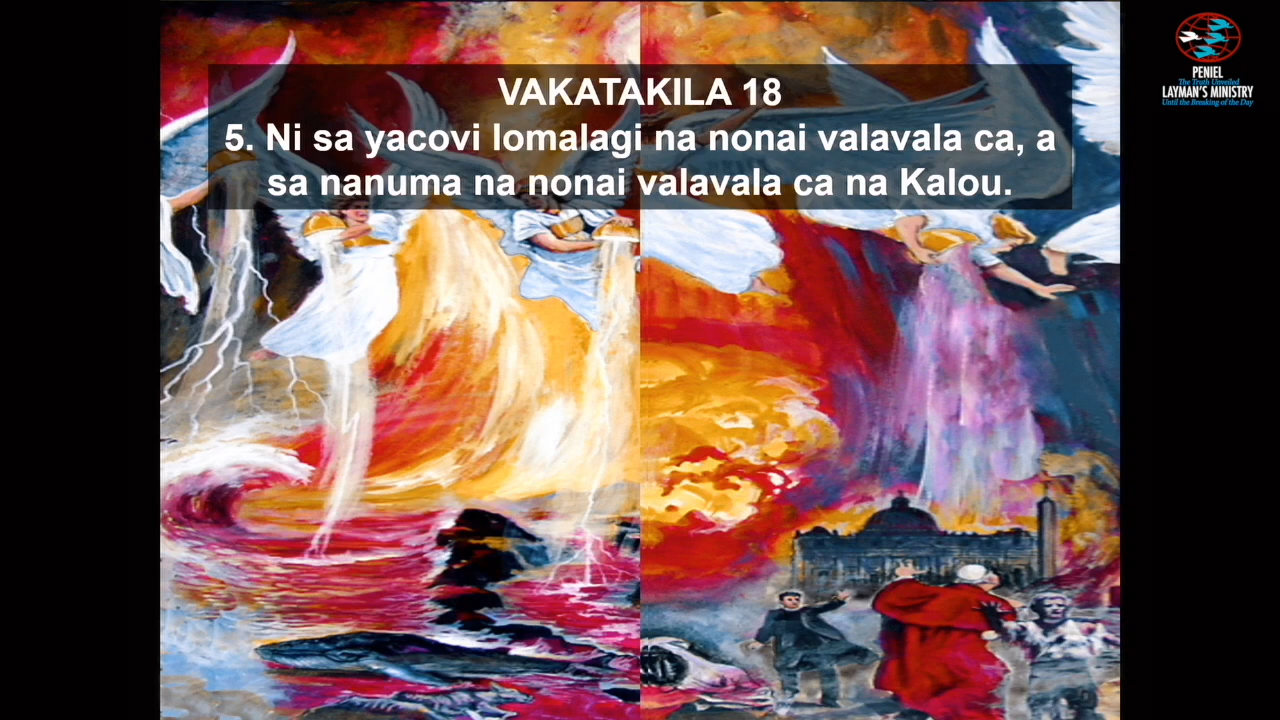 VAKATAKILA 18
5. Ni sa yacovi lomalagi na nonai valavala ca, a
sa nanuma na nonai valavala ca na Kalou.
PENIEL
The Truth Unveiled
LAYMAN'S MINISTRY
Until the Breaking of the Day